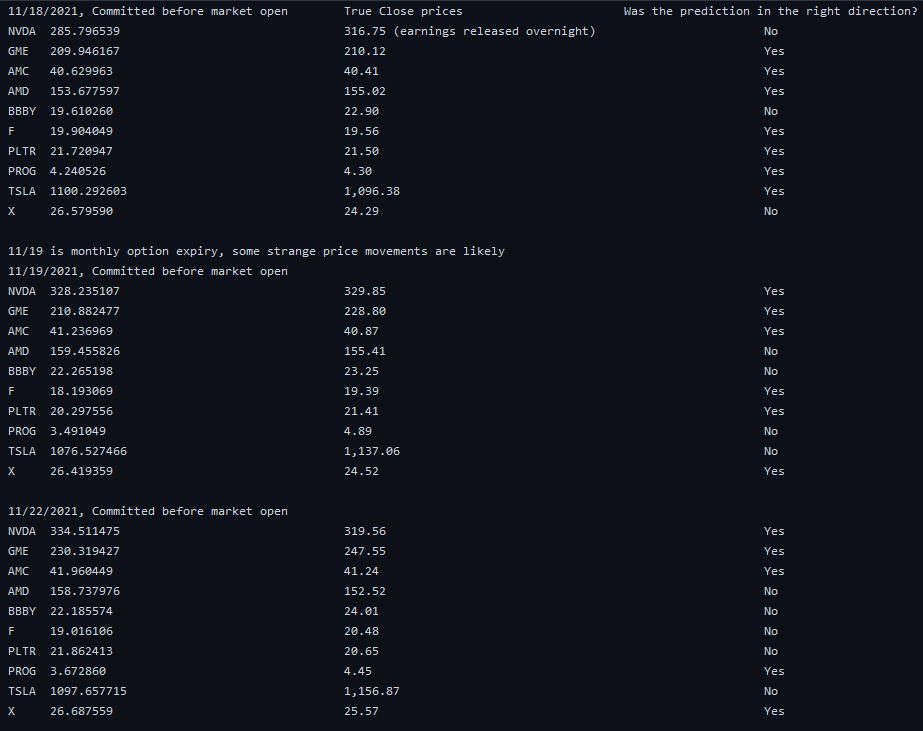 11/18/2021, Committed before market open True Close prices Was the prediction in the right direction?
NVDA 285.796539 316.75 (earnings released overnight) No
GME 209.946167 210.12 Yes
AMC 40.629963 40.41 Yes
AMD 153.677597 155.02 Yes
BBBY 19.610260 22.90 No
F 19.904049 19.56 Yes
PLTR 21.720947 21.50 Yes
PROG 4.240526 4.30 Yes
TSLA 1100.292603 1,096.38 Yes
X 26.579590 24.29 No
11/19 is monthly option expiry, some strange price movements are likely
11/19/2021, Committed before market open
NVDA 328.235107 329.85 Yes
GME 210.882477 228.80 Yes
AMC 41.236969 40.87 Yes
AMD 159.455826 155.41 No
BBBY 22.265198 23.25 No
F 18.193069 19.39 Yes
PLTR 20.297556 21.41 Yes
PROG 3.491049 4.89 No
TSLA 1076.527466 1,137.06 No
X 26.419359 24.52 Yes
11/22/2021, Committed before market open
NVDA 334.511475 319.56 Yes
GME 230.319427 247.55 Yes
AMC 41.960449 41.24 Yes
AMD 158.737976 152.52 No
BBBY 22.185574 24.01 No
F 19.016106 20.48 No
PLTR 21.862413 20.65 No
PROG 3.672860 4.45 Yes
TSLA 1097.657715 1,156.87 No
X 26.687559 25.57 Yes